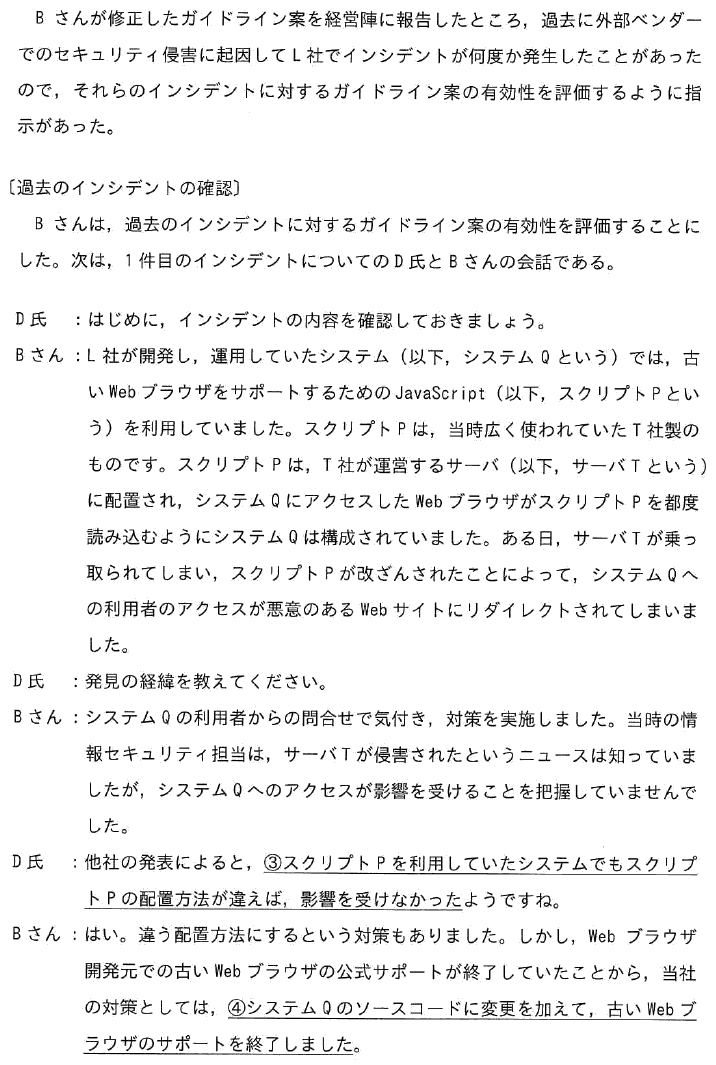 B さんが修正したガイドライン案を経営陣に報告したところ，過去に外部ベンダー
でのセキュリティ侵害に起因してL社でインシデントが何度か発生したことがあった
ので，それらのインシデントに対するガイドライン案の有効性を評価するように指
示があった。
〔過去のインシデントの確認〕
B さんは，過去のインシデントに対するガイドライン案の有効性を評価することに
した。次は，1件目のインシデントについてのD氏とBさんの会話である。
D氏　：はじめに，インシデントの内容を確認しておきましょう。
Bさん：L社が開発し，運用していたシステム（以下，システムQという）では，古
いWebブラウザをサポートするためのJavaScript（以下，スクリプトPとい
う）を利用していました。スクリプトPは，当時広く使われていたT社製の
ものです。スクリプトPは，T社が運営するサーバ（以下，サーバTという）
に配置され，システムQにアクセスしたWebブラウザがスクリプトPを都度
読み込むようにシステムQは構成されていました。ある日，サーバTが乗っ
取られてしまい，スクリプトPが改ざんされたことによって，システムQへ
の利用者のアクセスが悪意のあるWebサイトにリダイレクトされてしまいま
した。
D氏　：発見の経緯を教えてください。
Bさん：システムQの利用者からの問合せで気付き，対策を実施しました。当時の情
報セキュリティ担当は，サーバTが侵害されたというニュースは知っていま
したが，システムQへのアクセスが影響を受けることを把握していませんで
した。
D氏　：他社の発表によると，③スクリプトPを利用していたシステムでもスクリプ
トPの配置方法が違えば，影響を受けなかったようですね。
Bさん：はい。違う配置方法にするという対策もありました。しかし，Web ブラウザ
開発元での古いWebブラウザの公式サポートが終了していたことから，当社
の対策としては，④システムQのソースコードに変更を加えて，古いWebブ
ラウザのサポートを終了しました。